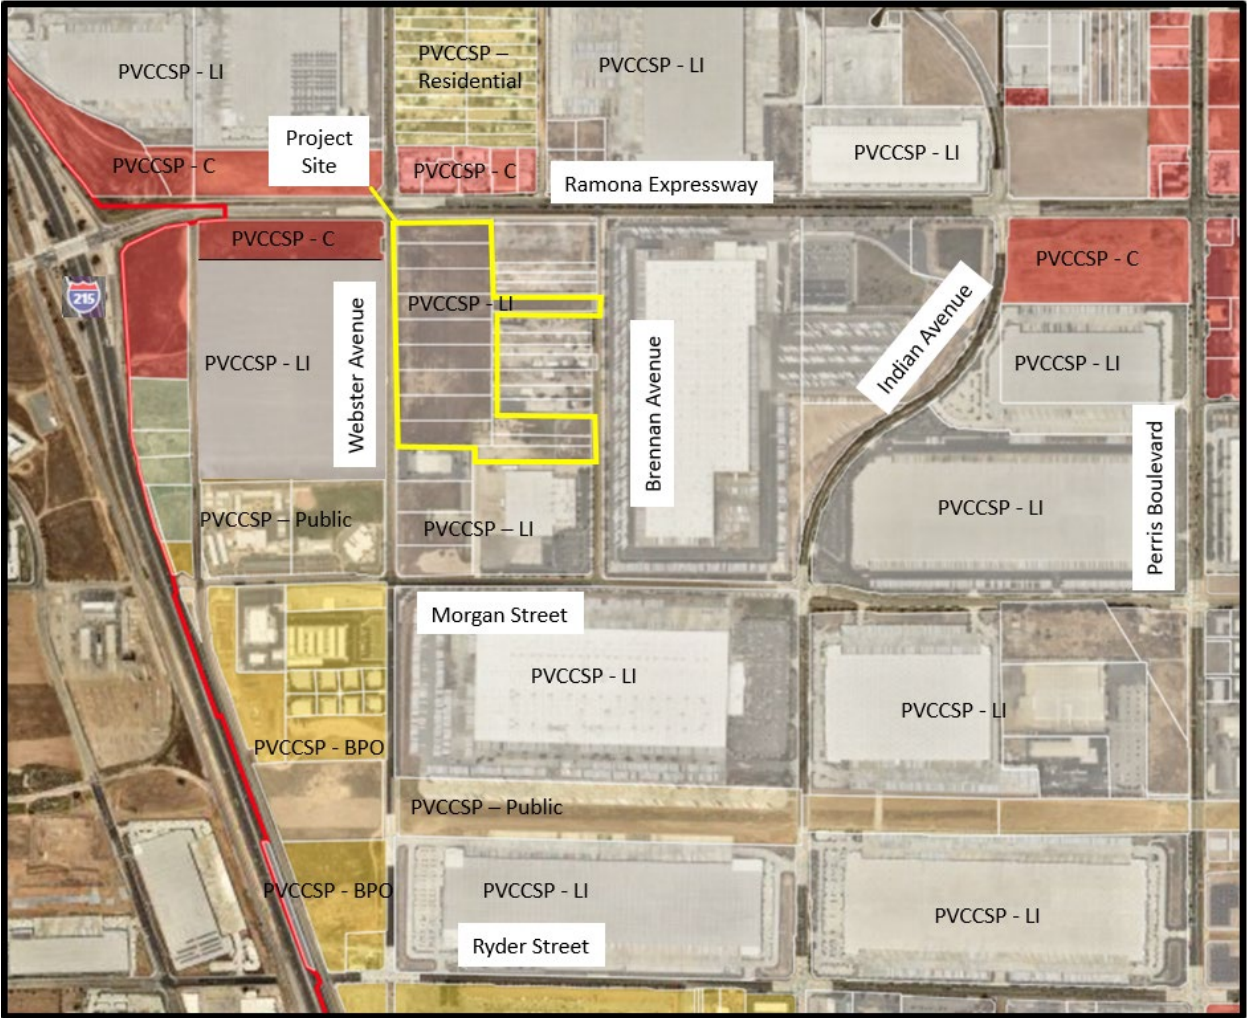 PVCCSP –
Residential
PVCCSP - LI
PVCCSP - LI
Project
Site
PVCCSP - LI
PVCCSP - C
PVCCSP - C
Ramona Expressway
PVCCSP - C
PVCCSP - C
215
PVCCSP - LI
Indian Avenue
Webster Avenue
Brennan Avenue
PVCCSP - LI
PVCCSP - LI
Perris Boulevard
PVCCSP – Public
PVCCSP – LI
PVCCSP - LI
Morgan Street
PVCCSP - LI
PVCCSP - LI
PVCCSP - BPO
PVCCSP – Public
PVCCSP - BPO
PVCCSP - LI
PVCCSP - LI
Ryder Street